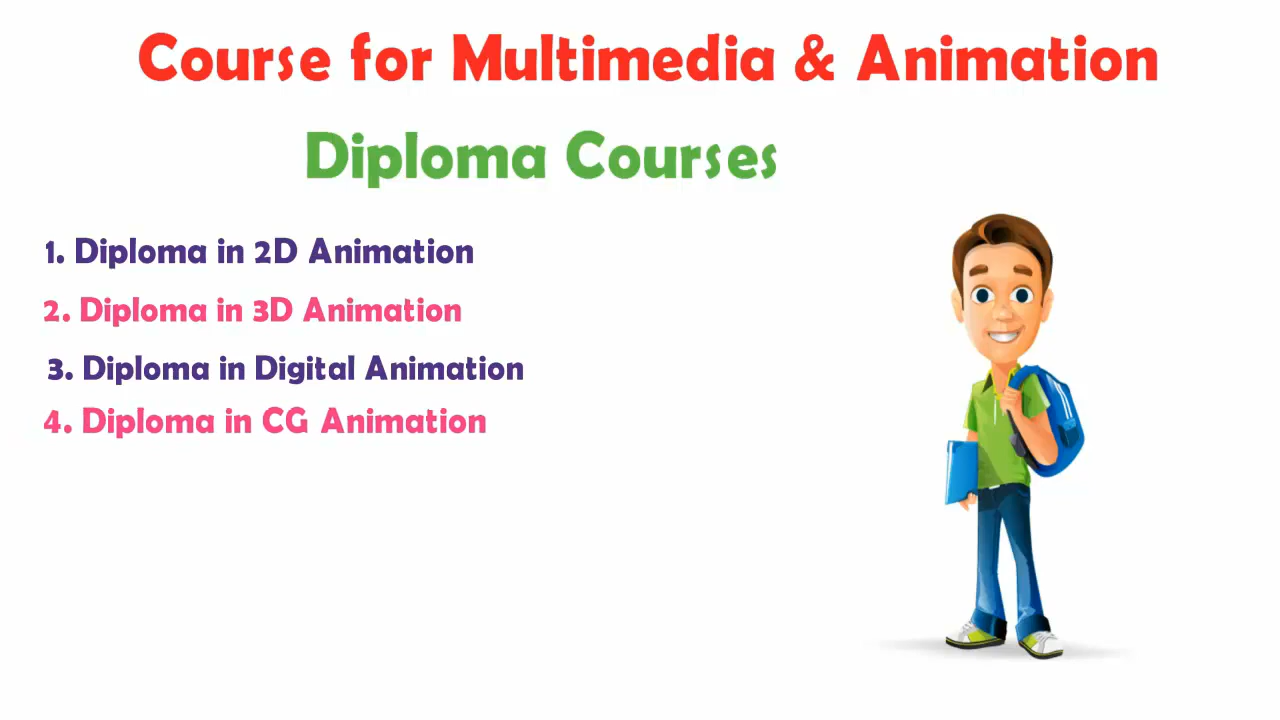 Course for Multimedia & Animation
Diploma Courses
1. Diploma in 2D Animation
2. Diploma in 3D Animation
3. Diploma in Digital Animation
4. Diploma in CG Animation